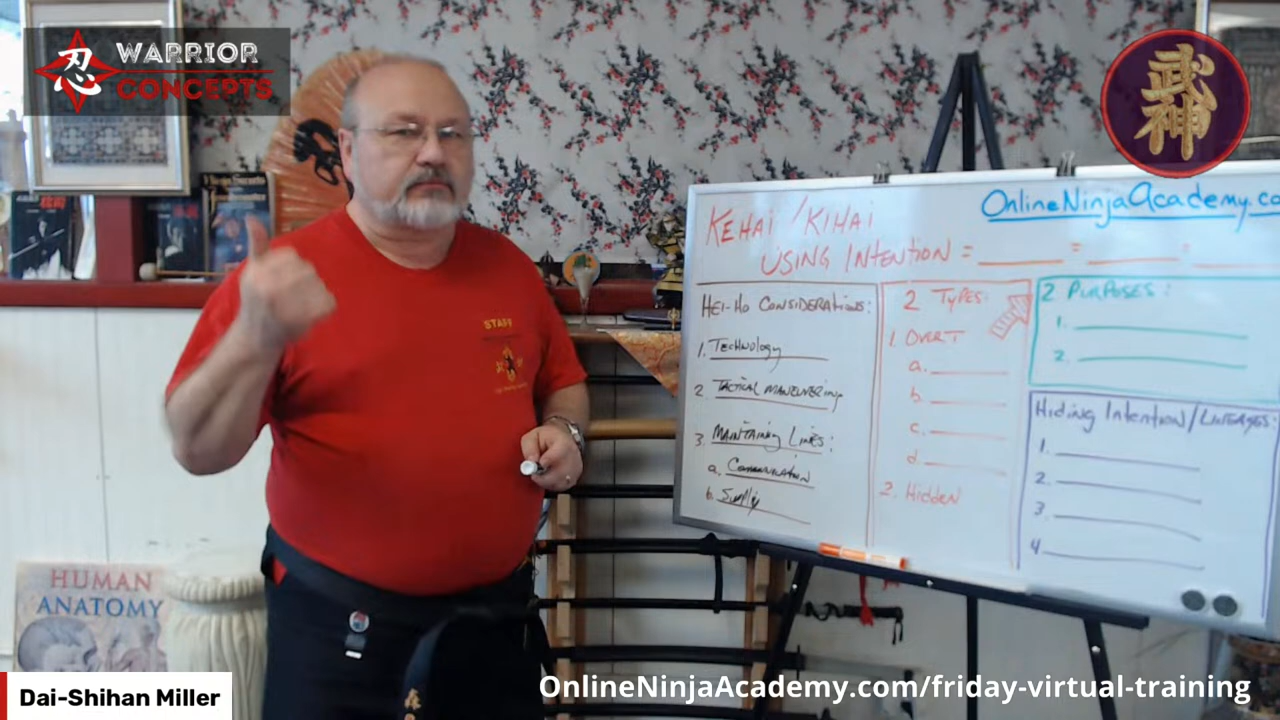 忍
WARRIOR
CONCEPTS
武神
OnlineNinjaAcademy.co
KEHAI / KIHAI
USING INTENTION = = =
HEI-HO CONSIDERATIONS:
1. TECHNOLOGY
2 TACTICAL MANEUVERING
3. MAINTAINING LINES:
a. COMMUNICATION
b. Supply
2 TYPES:
1. OVERT
a.
b.
c.
d.
2. Hidden
2 PURPOSES:
1.
2.
Hiding Intention/
1.
2.
3.
4
STAFF
HUMAN
ANATOMY
Dai-Shihan Miller
OnlineNinjaAcademy.com/friday-virtual-training